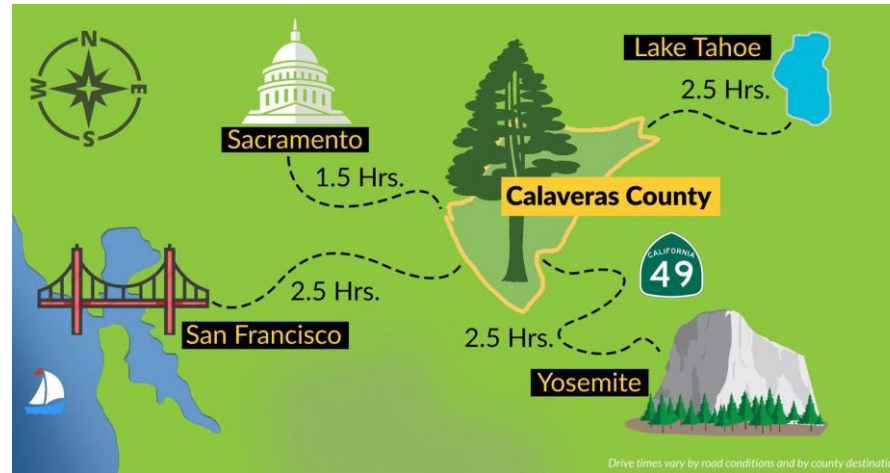 N
W
E
S
Sacramento
1.5 Hrs.
Lake Tahoe
2.5 Hrs.
Calaveras County
San Francisco
2.5 Hrs.
CALIFORNIA
49
2.5 Hrs.
Yosemite
Drive times vary by road conditions and by county